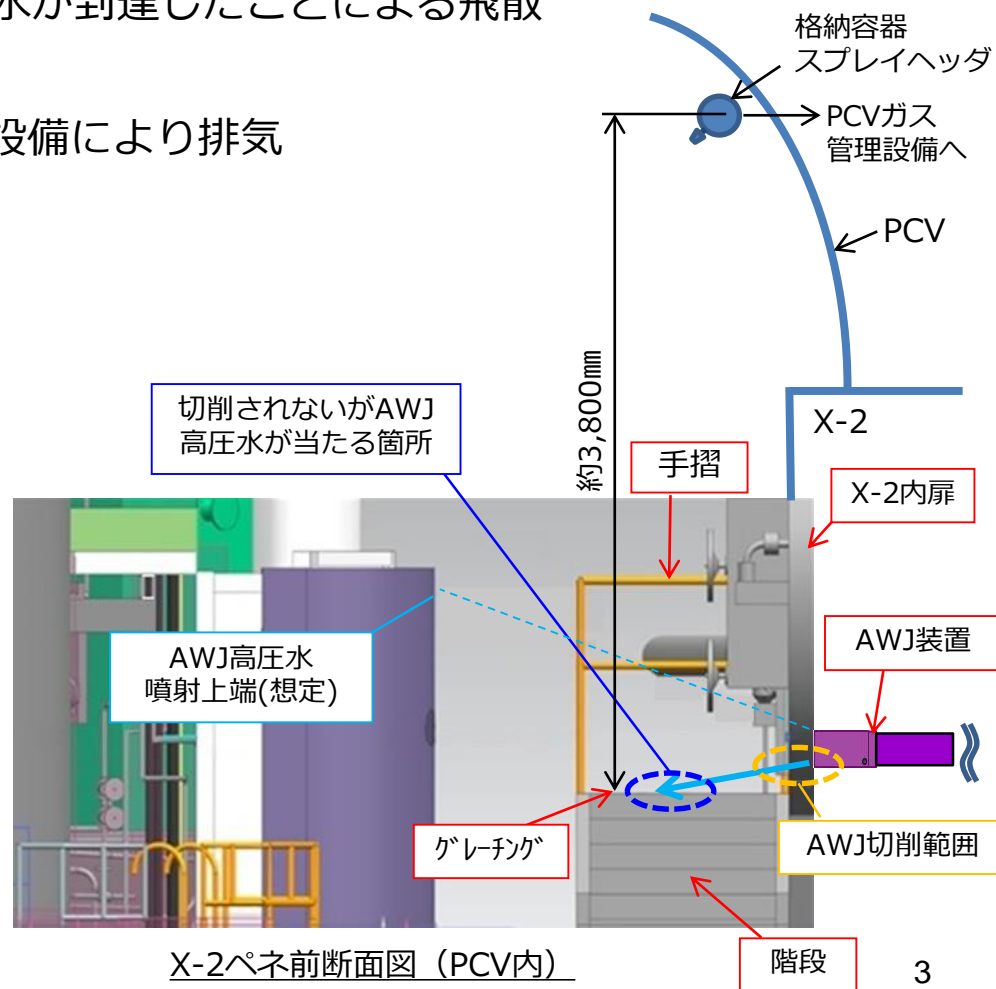 水が到達したことによる飛散
設備により排気
格納容器
スプレイヘッダ
PCVガス
管理設備へ
PCV
約3,800㎜
X-2
切削されないがAWJ
高圧水が当たる箇所
手摺
X-2内扉
AWJ高圧水
噴射上端(想定)
AWJ装置
ｸﾞﾚｰﾁﾝｸﾞ
AWJ切削範囲
階段
X-2ペネ前断面図（PCV内）
3